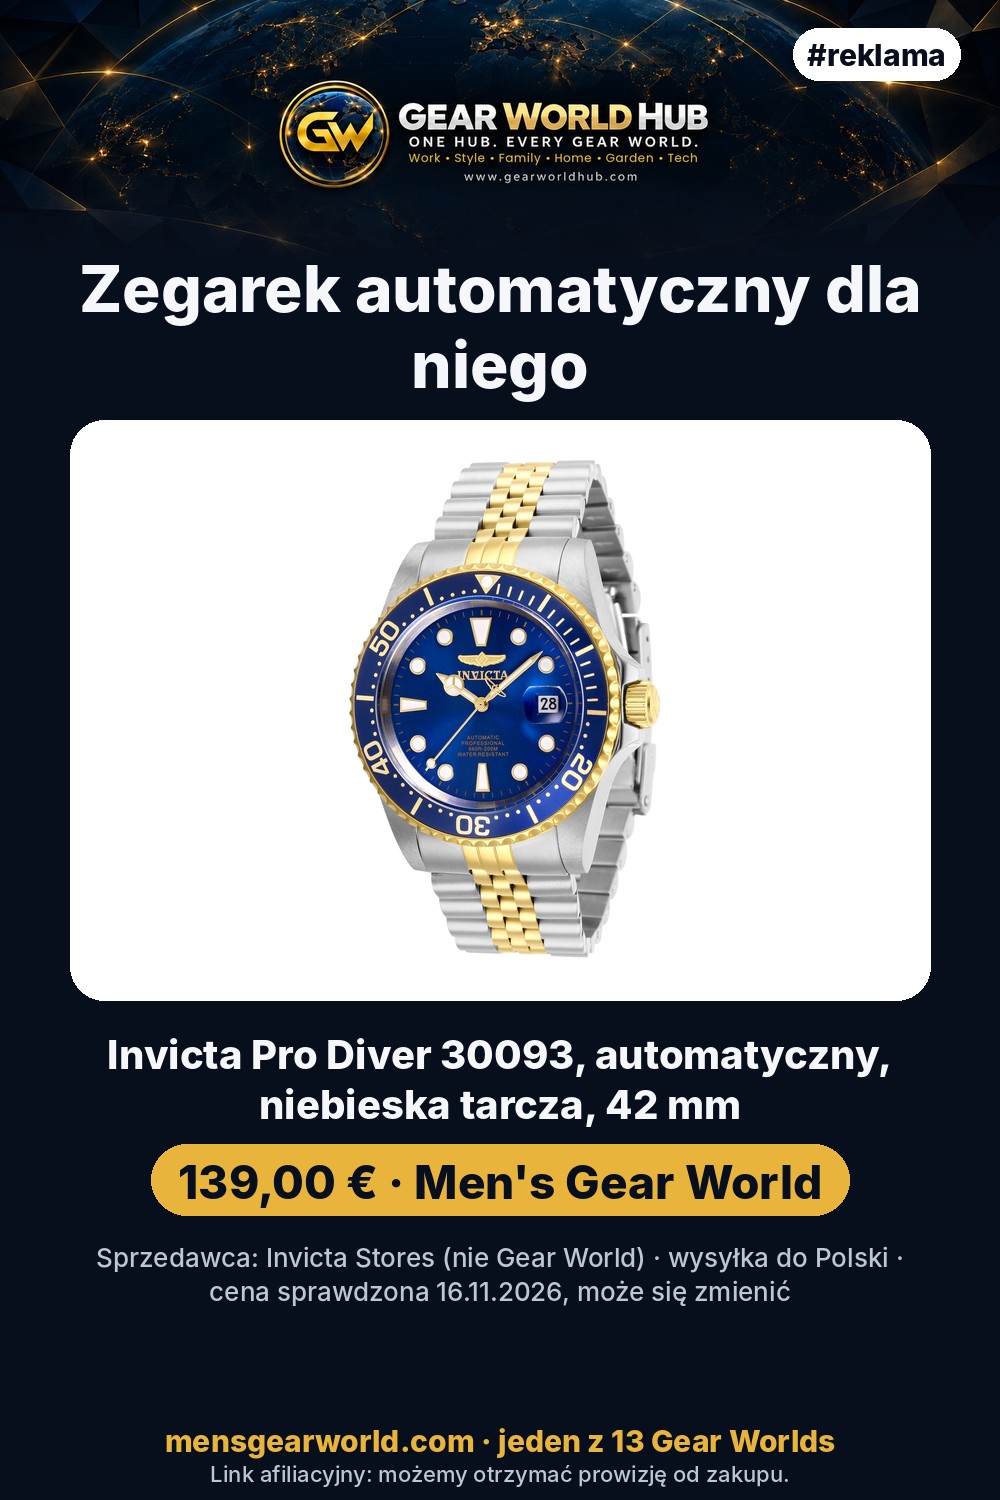 #reklama
GW
GEAR WORLD HUB
ONE HUB. EVERY GEAR WORLD.
Work • Style • Family • Home • Garden • Tech
www.gearworldhub.com
Zegarek automatyczny dla
niego
50
INVICTA
28
AUTOMATIC
PROFESSIONAL
660ft-200M
WATER RESISTANT
40
20
30
Invicta Pro Diver 30093, automatyczny,
niebieska tarcza, 42 mm
139,00 € · Men's Gear World
Sprzedawca: Invicta Stores (nie Gear World) · wysyłka do Polski ·
cena sprawdzona 16.11.2026, może się zmienić
mensgearworld.com · jeden z 13 Gear Worlds
Link afiliacyjny: możemy otrzymać prowizję od zakupu.